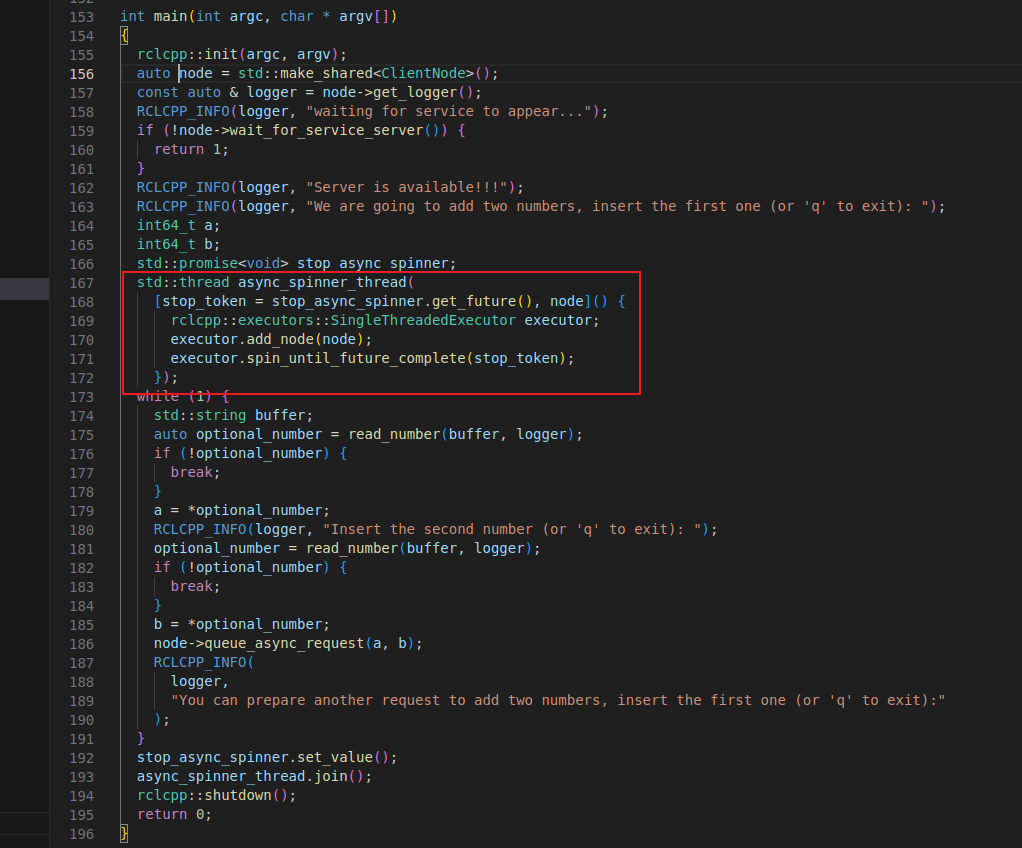 153 int main(int argc, char * argv[])
154 {
155   rclcpp::init(argc, argv);
156   auto node = std::make_shared<ClientNode>();
157   const auto & logger = node->get_logger();
158   RCLCPP_INFO(logger, "waiting for service to appear...");
159   if (!node->wait_for_service_server()) {
160     return 1;
161   }
162   RCLCPP_INFO(logger, "Server is available!!!");
163   RCLCPP_INFO(logger, "We are going to add two numbers, insert the first one (or 'q' to exit): ");
164   int64_t a;
165   int64_t b;
166   std::promise<void> stop_async_spinner;
167   std::thread async_spinner_thread(
168     [stop_token = stop_async_spinner.get_future(), node]() {
169       rclcpp::executors::SingleThreadedExecutor executor;
170       executor.add_node(node);
171       executor.spin_until_future_complete(stop_token);
172     });
173   while (1) {
174     std::string buffer;
175     auto optional_number = read_number(buffer, logger);
176     if (!optional_number) {
177       break;
178     }
179     a = *optional_number;
180     RCLCPP_INFO(logger, "Insert the second number (or 'q' to exit): ");
181     optional_number = read_number(buffer, logger);
182     if (!optional_number) {
183       break;
184     }
185     b = *optional_number;
186     node->queue_async_request(a, b);
187     RCLCPP_INFO(
188       logger,
189       "You can prepare another request to add two numbers, insert the first one (or 'q' to exit):"
190     );
191   }
192   stop_async_spinner.set_value();
193   async_spinner_thread.join();
194   rclcpp::shutdown();
195   return 0;
196 }